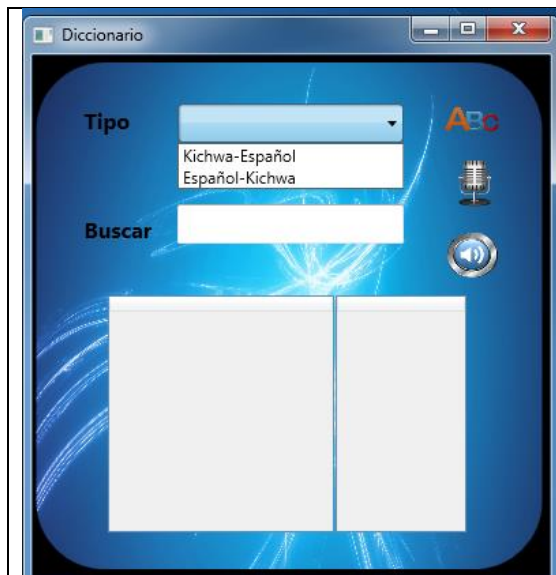 Diccionario
Tipo
ABC
Kichwa-Español
Español-Kichwa
Buscar